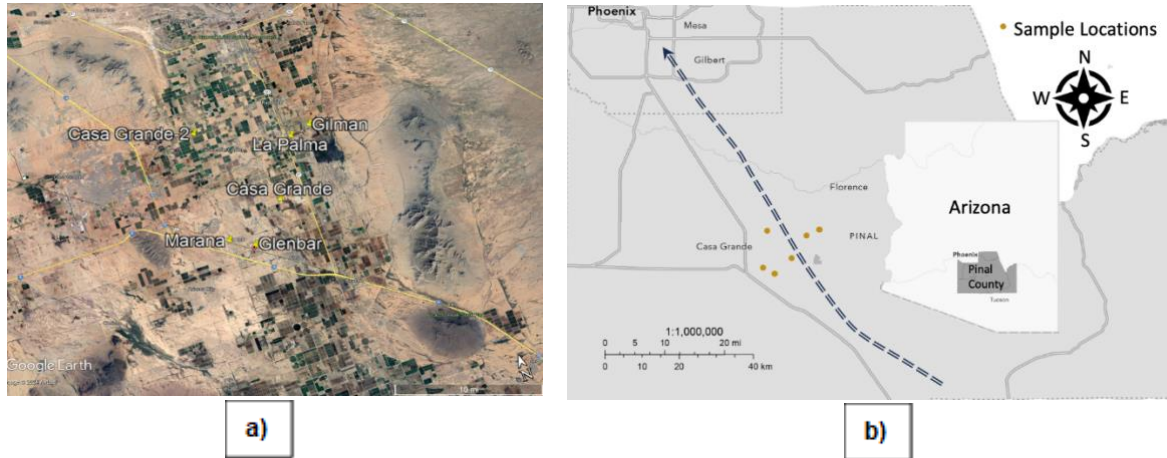 Casa Grande 2
Gilman
La Palma
Casa Grande
Marana
Glenbar
Google Earth
N
a)
Phoenix
Mesa
Gilbert
Sample Locations
N
W E
S
Florence
PINAL
Casa Grande
Arizona
Phoenix
Pinal
County
Tucson
1:1,000,000
0 5 10 20 mi
0 10 20 40 km
b)